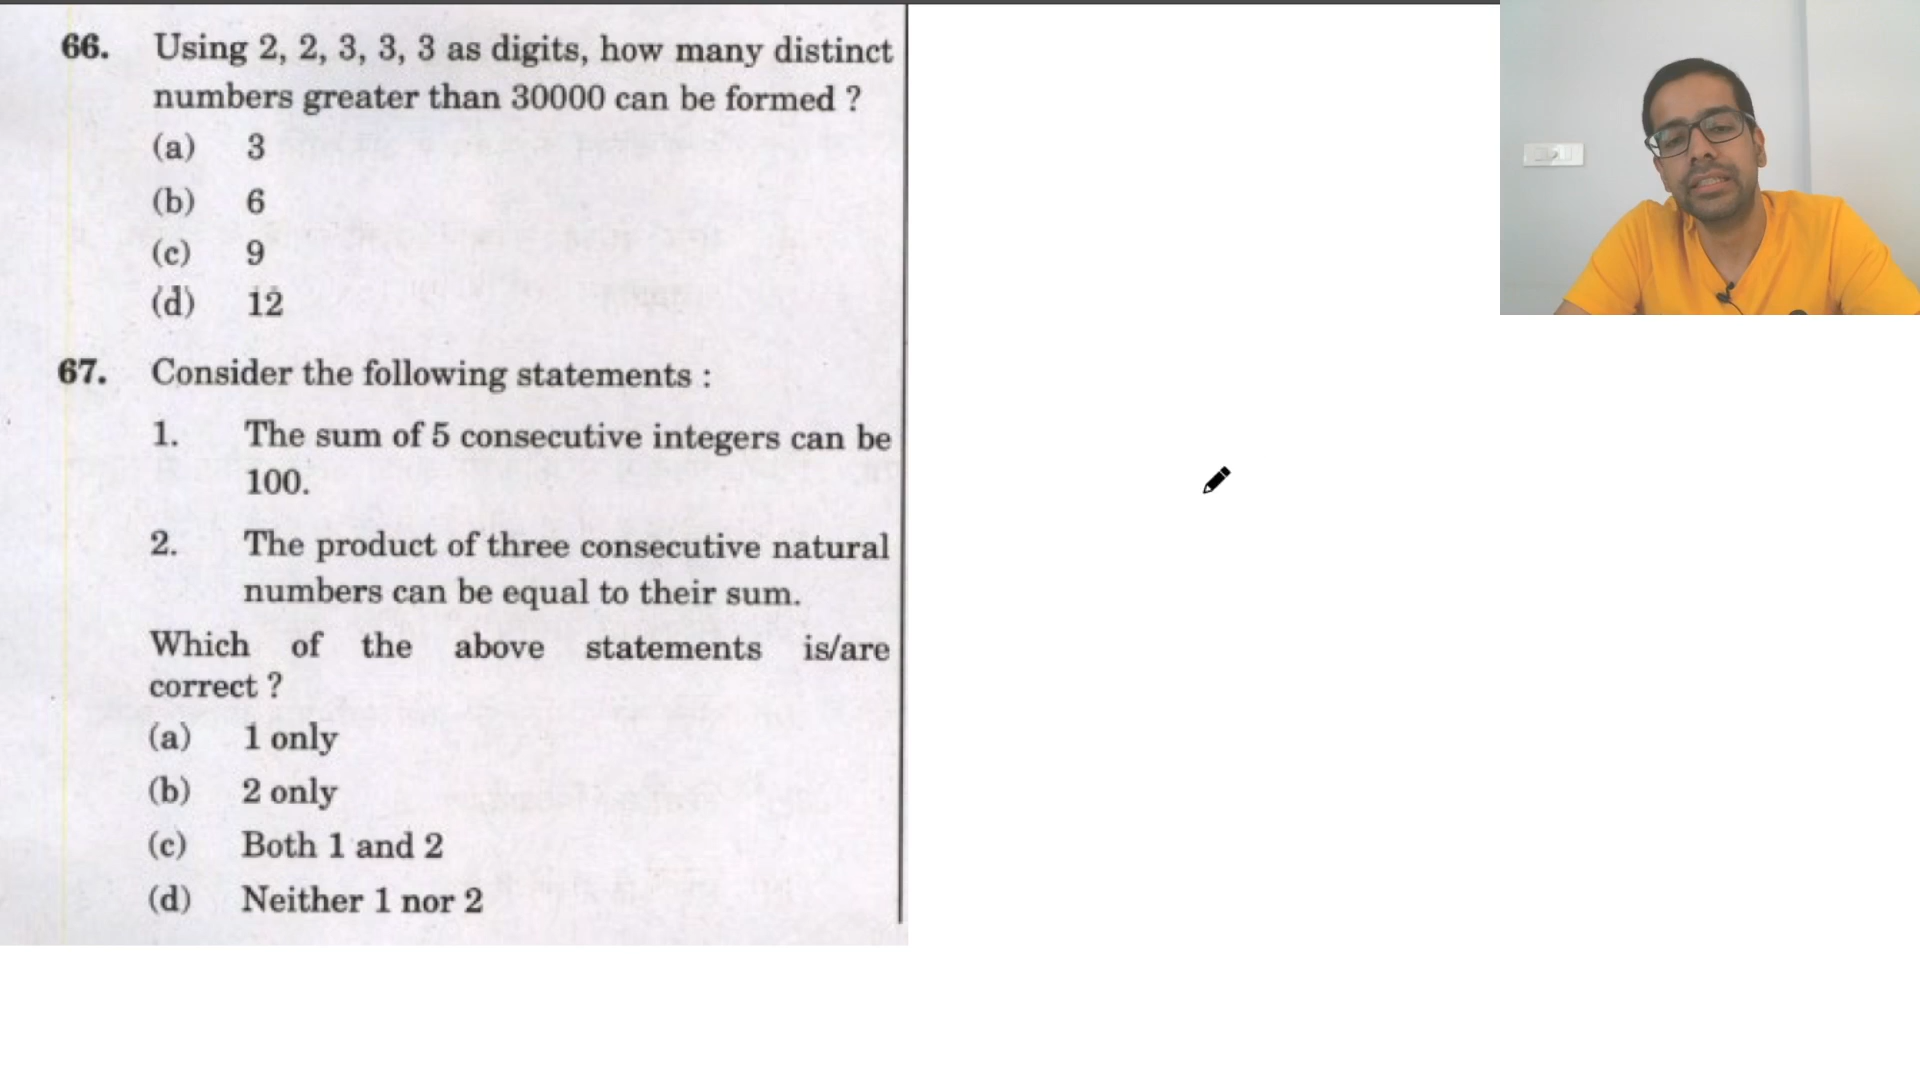 66. Using 2, 2, 3, 3, 3 as digits, how many distinct
numbers greater than 30000 can be formed ?
(a) 3
(b) 6
(c) 9
(d) 12
67. Consider the following statements :
1. The sum of 5 consecutive integers can be
100.
2. The product of three consecutive natural
numbers can be equal to their sum.
Which of the above statements is/are
correct ?
(a) 1 only
(b) 2 only
(c) Both 1 and 2
(d) Neither 1 nor 2